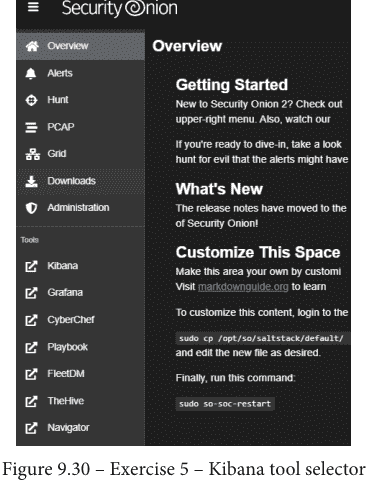 Security Onion
Overview
Alerts
Hunt
PCAP
Grid
Downloads
Administration
Tools
Kibana
Grafana
CyberChef
Playbook
FleetDM
TheHive
Navigator
Overview
Getting Started
New to Security Onion 2? Check out
upper-right menu. Also, watch our
If you're ready to dive-in, take a look
hunt for evil that the alerts might have
What's New
The release notes have moved to the
of Security Onion!
Customize This Space
Make this area your own by customi
Visit markdownguide.org to learn
To customize this content, login to the
sudo cp /opt/so/saltstack/default/
and edit the new file as desired.
Finally, run this command:
sudo so-soc-restart
Figure 9.30 – Exercise 5 – Kibana tool selector